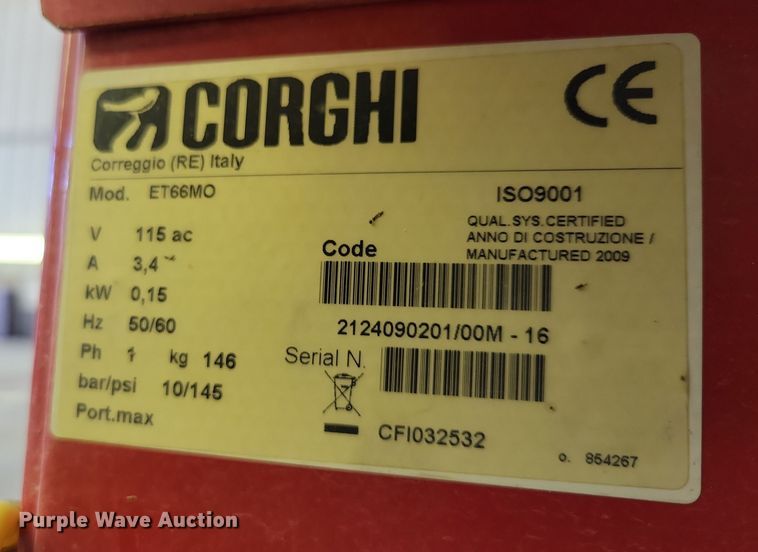 CORGHI
CE
Correggio (RE) Italy
Mod. ET66MO
ISO9001
QUAL.SYS.CERTIFIED
ANNO DI COSTRUZIONE /
MANUFACTURED 2009
V 115 ac
A 3,4
kW 0,15
Hz 50/60
Ph 1 kg 146
bar/psi 10/145
Port.max
Code
2124090201/00M - 16
Serial N.
CFI032532
o. 854267
Purple Wave Auction